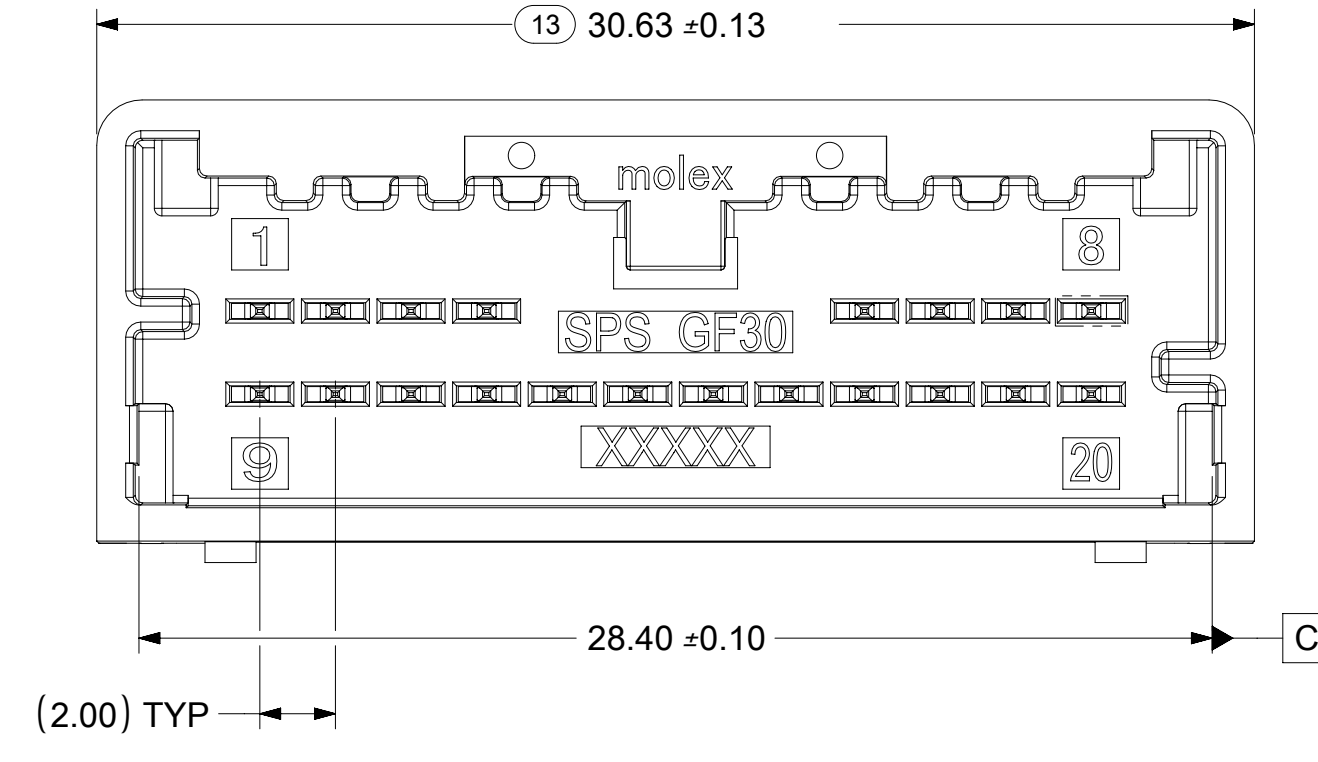 13 30.63 ±0.13
molex
1 8
SPS GF30
XXXXX
9 20
28.40 ±0.10
C
(2.00) TYP